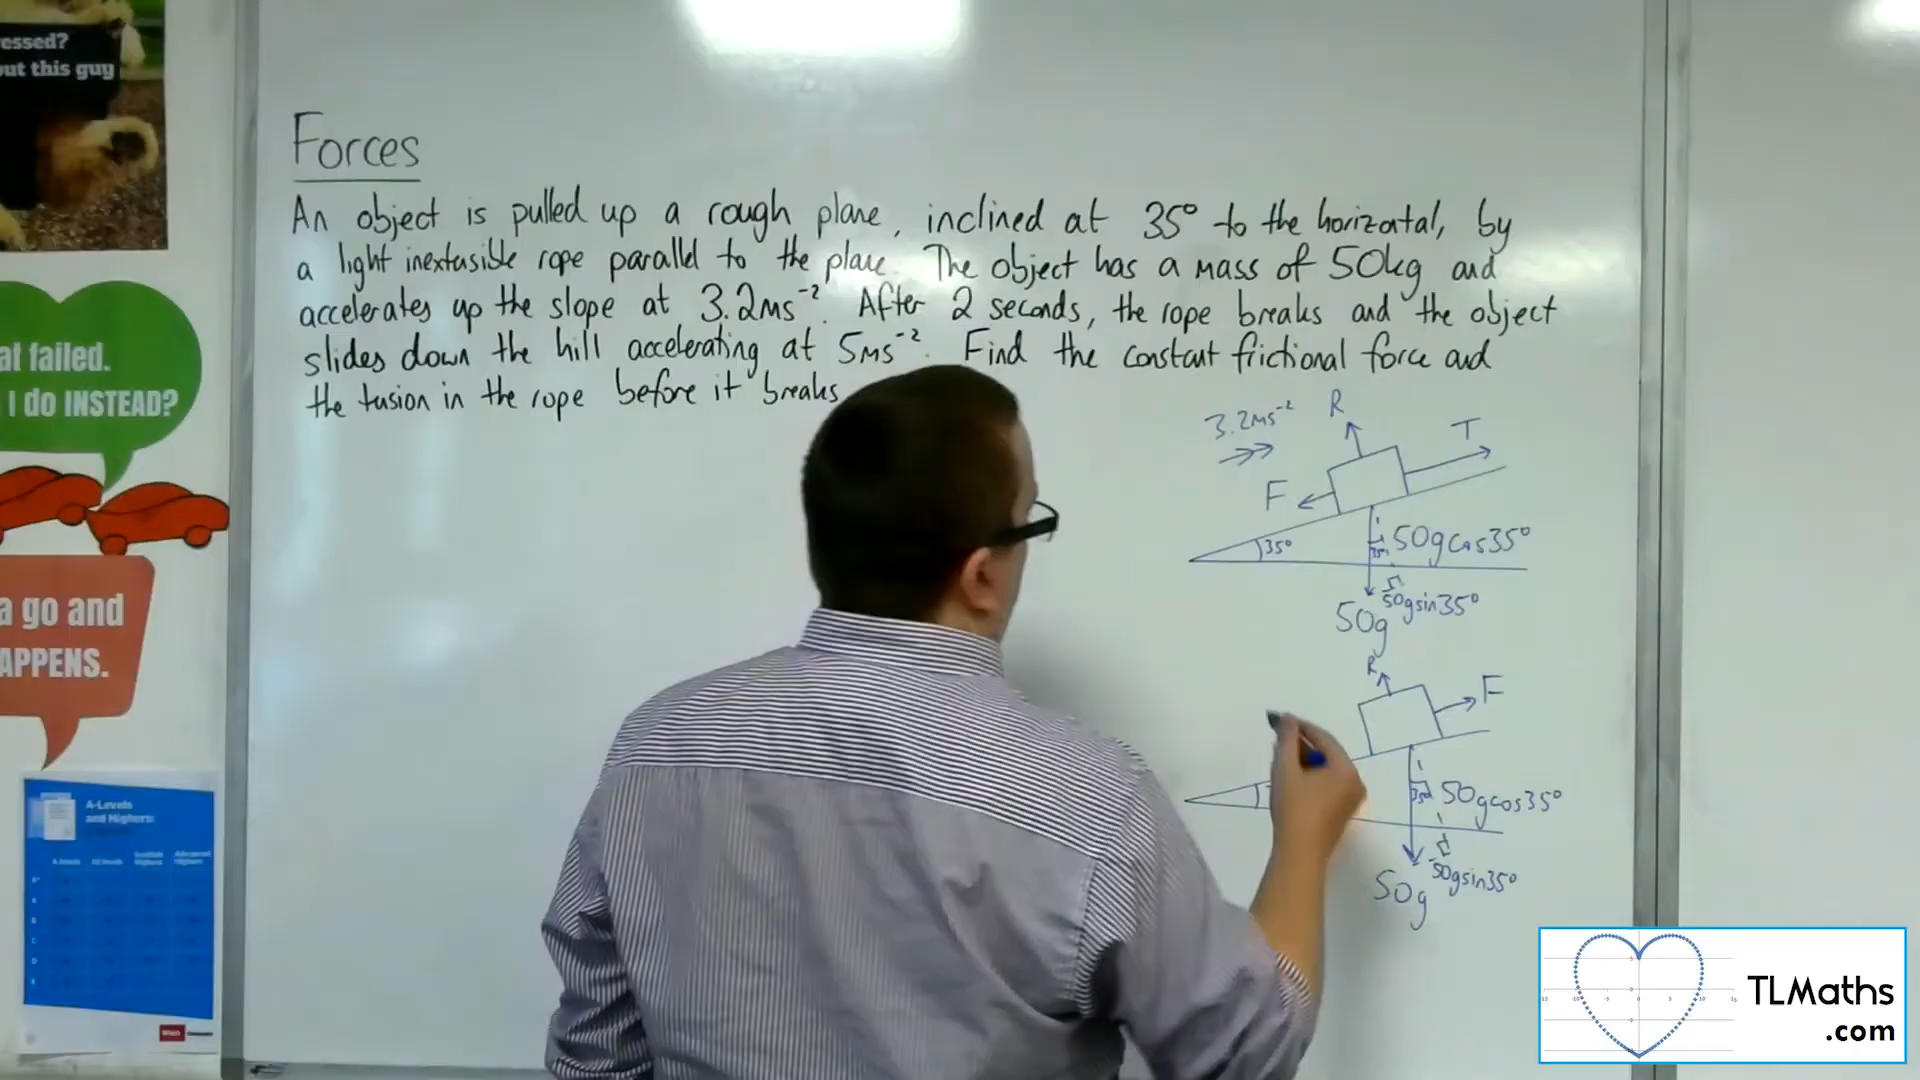 essed?
out this guy
at failed.
I do INSTEAD?
a go and
APPENS.
A-Levels
and Highers:
Forces
An object is pulled up a rough plane, inclined at 35° to the horizontal, by
a light inextensible rope parallel to the plane. The object has a mass of 50kg and
accelerates up the slope at 3.2ms⁻². After 2 seconds, the rope breaks and the object
slides down the hill accelerating at 5ms⁻². Find the constant frictional force and
the tension in the rope before it breaks
3.2ms⁻²
R
T
F
35°
35°
50gcos35°
50gsin35°
50g
R
F
35°
50gcos35°
50gsin35°
50g
TLMaths
.com